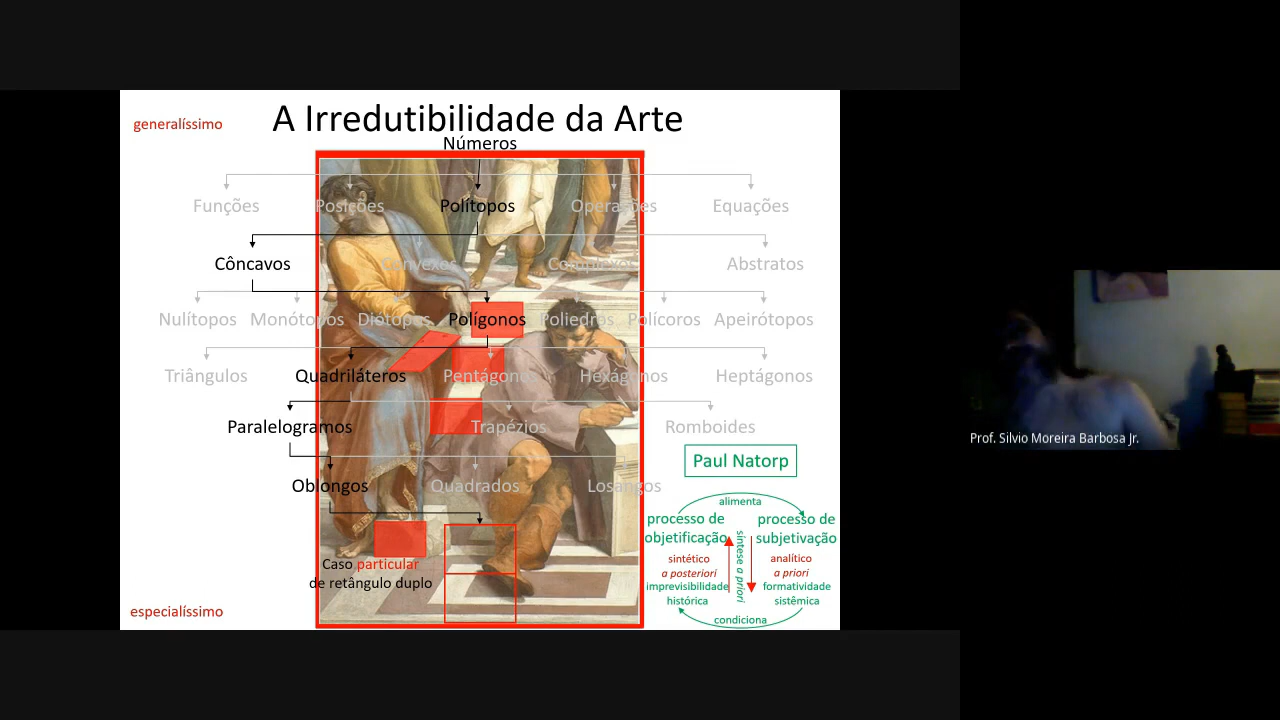 A Irredutibilidade da Arte
generalíssimo
Números
Funções Posições Polítopos Operações Equações
Côncavos Convexos Complexos Abstratos
Nulítopos Monótopos Diótopos Polígonos Poliedros Polícoros Apeirótopos
Triângulos Quadriláteros Pentágonos Hexágonos Heptágonos
Paralelogramos Trapézios Romboides
Oblongos Quadrados Losangos
Caso particular
de retângulo duplo
especialíssimo
Paul Natorp
alimenta
processo de
objetificação
processo de
subjetivação
síntese a priori
sintético
a posteriori
imprevisibilidade
histórica
analítico
a priori
formatividade
sistêmica
condiciona
Prof. Silvio Moreira Barbosa Jr.